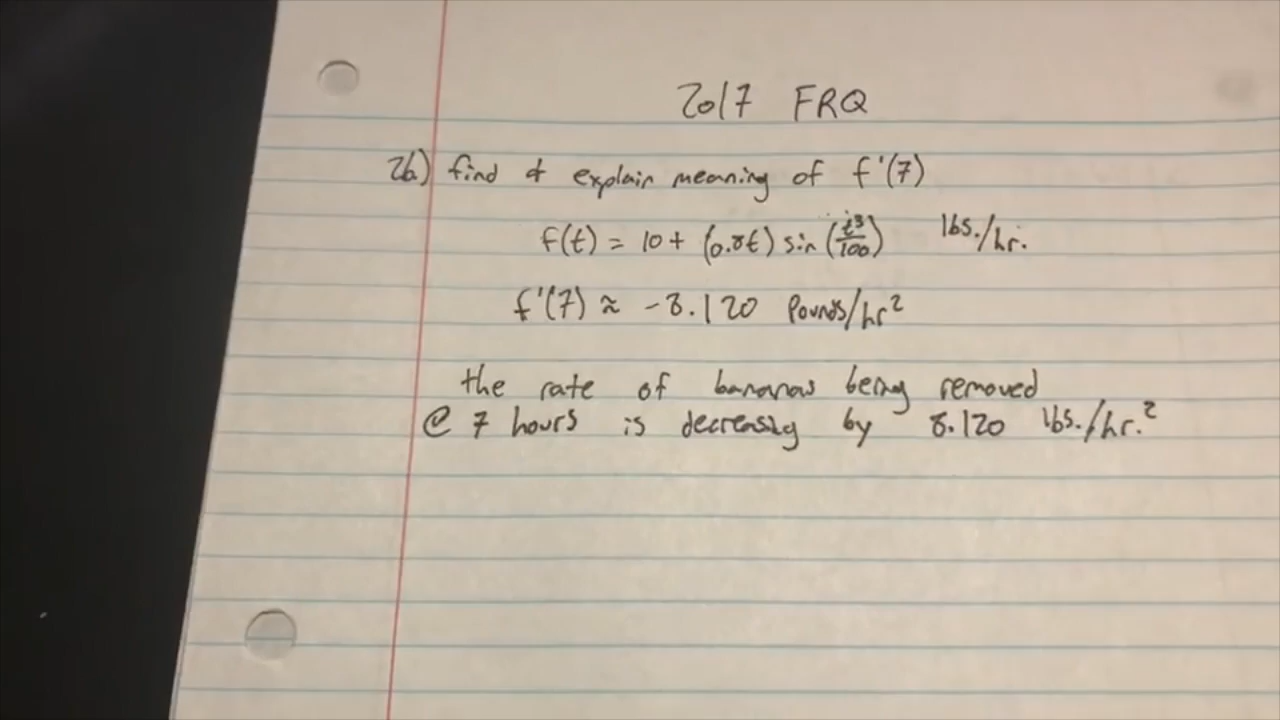 2017 FRQ
2b.) find & explain meaning of f'(7)
f(t) = 10 + (0.8t) sin (t³/100) lbs./hr.
f'(7) ≈ -8.120 Pounds/hr²
the rate of bananas being removed
@ 7 hours is decreasing by 8.120 lbs./hr.²